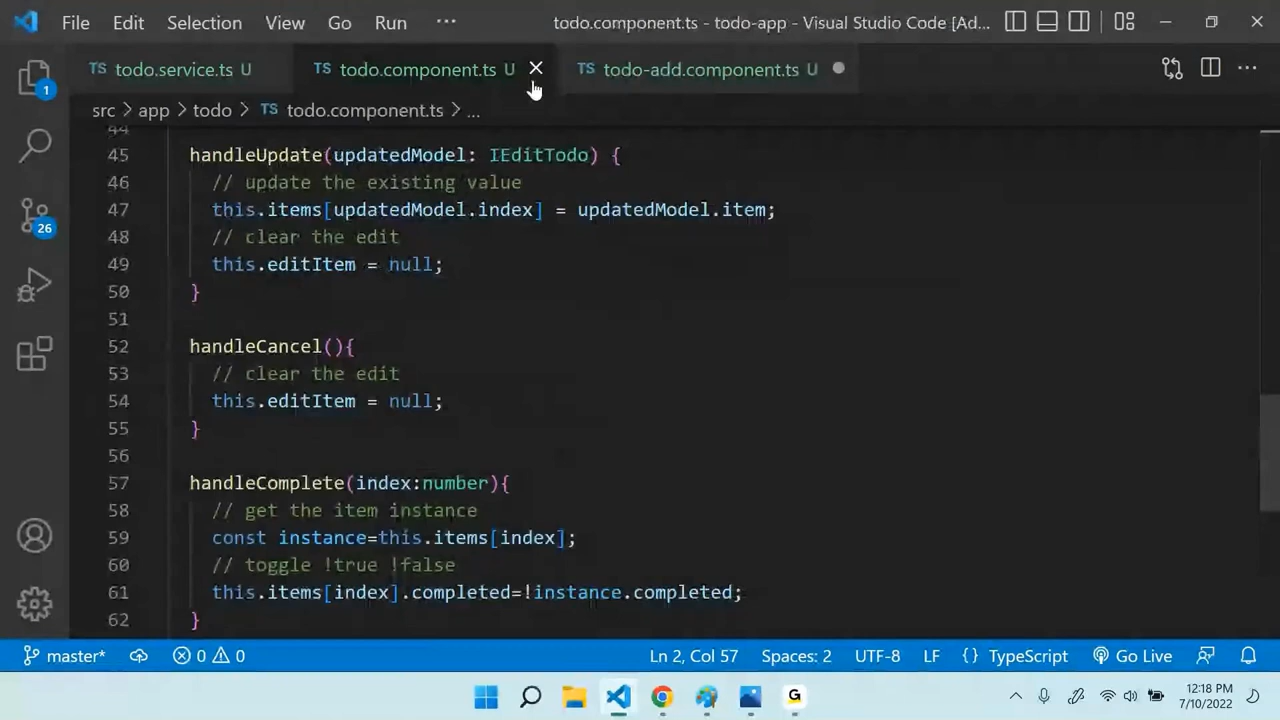 File Edit Selection View Go Run ··· todo.component.ts - todo-app - Visual Studio Code [Ad...
TS todo.service.ts U TS todo.component.ts U TS todo-add.component.ts U
src > app > todo > TS todo.component.ts > ...
44
45 handleUpdate(updatedModel: IEditTodo) {
46 // update the existing value
47 this.items[updatedModel.index] = updatedModel.item;
48 // clear the edit
49 this.editItem = null;
50 }
51
52 handleCancel(){
53 // clear the edit
54 this.editItem = null;
55 }
56
57 handleComplete(index:number){
58 // get the item instance
59 const instance=this.items[index];
60 // toggle !true !false
61 this.items[index].completed=!instance.completed;
62 }
1
26
master* 0 0 Ln 2, Col 57 Spaces: 2 UTF-8 LF {} TypeScript Go Live
G
12:18 PM
7/10/2022